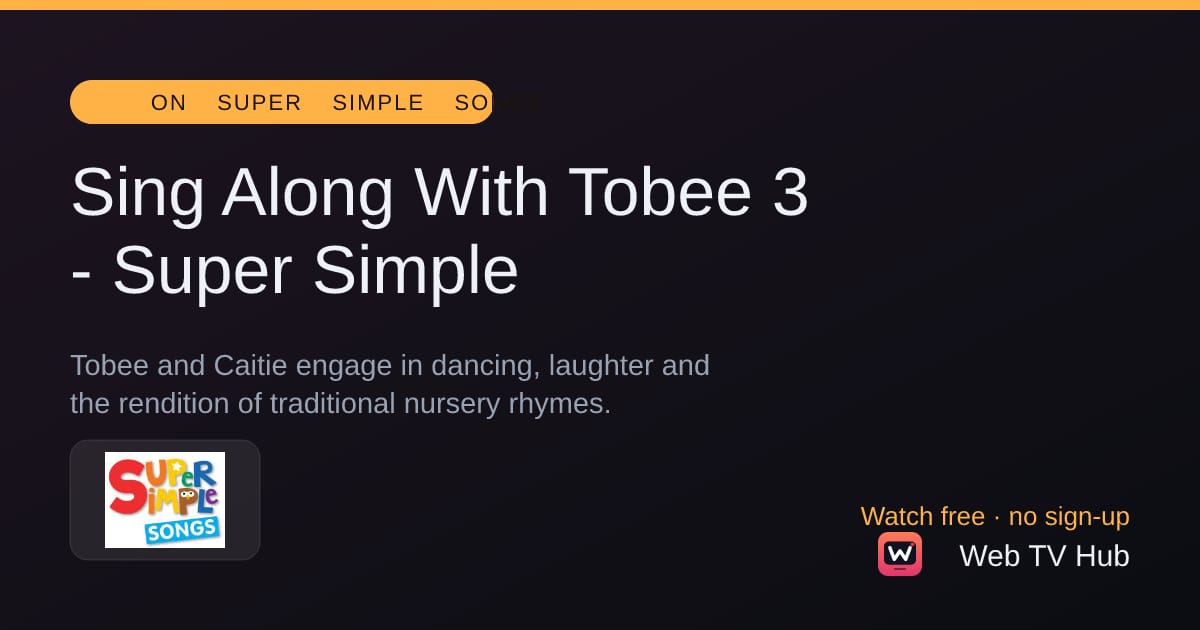 ON SUPER SIMPLE SONGS
Sing Along With Tobee 3
- Super Simple
Tobee and Caitie engage in dancing, laughter and
the rendition of traditional nursery rhymes.
SUPER
SiMPLe
SONGS
Watch free · no sign-up
W
Web TV Hub